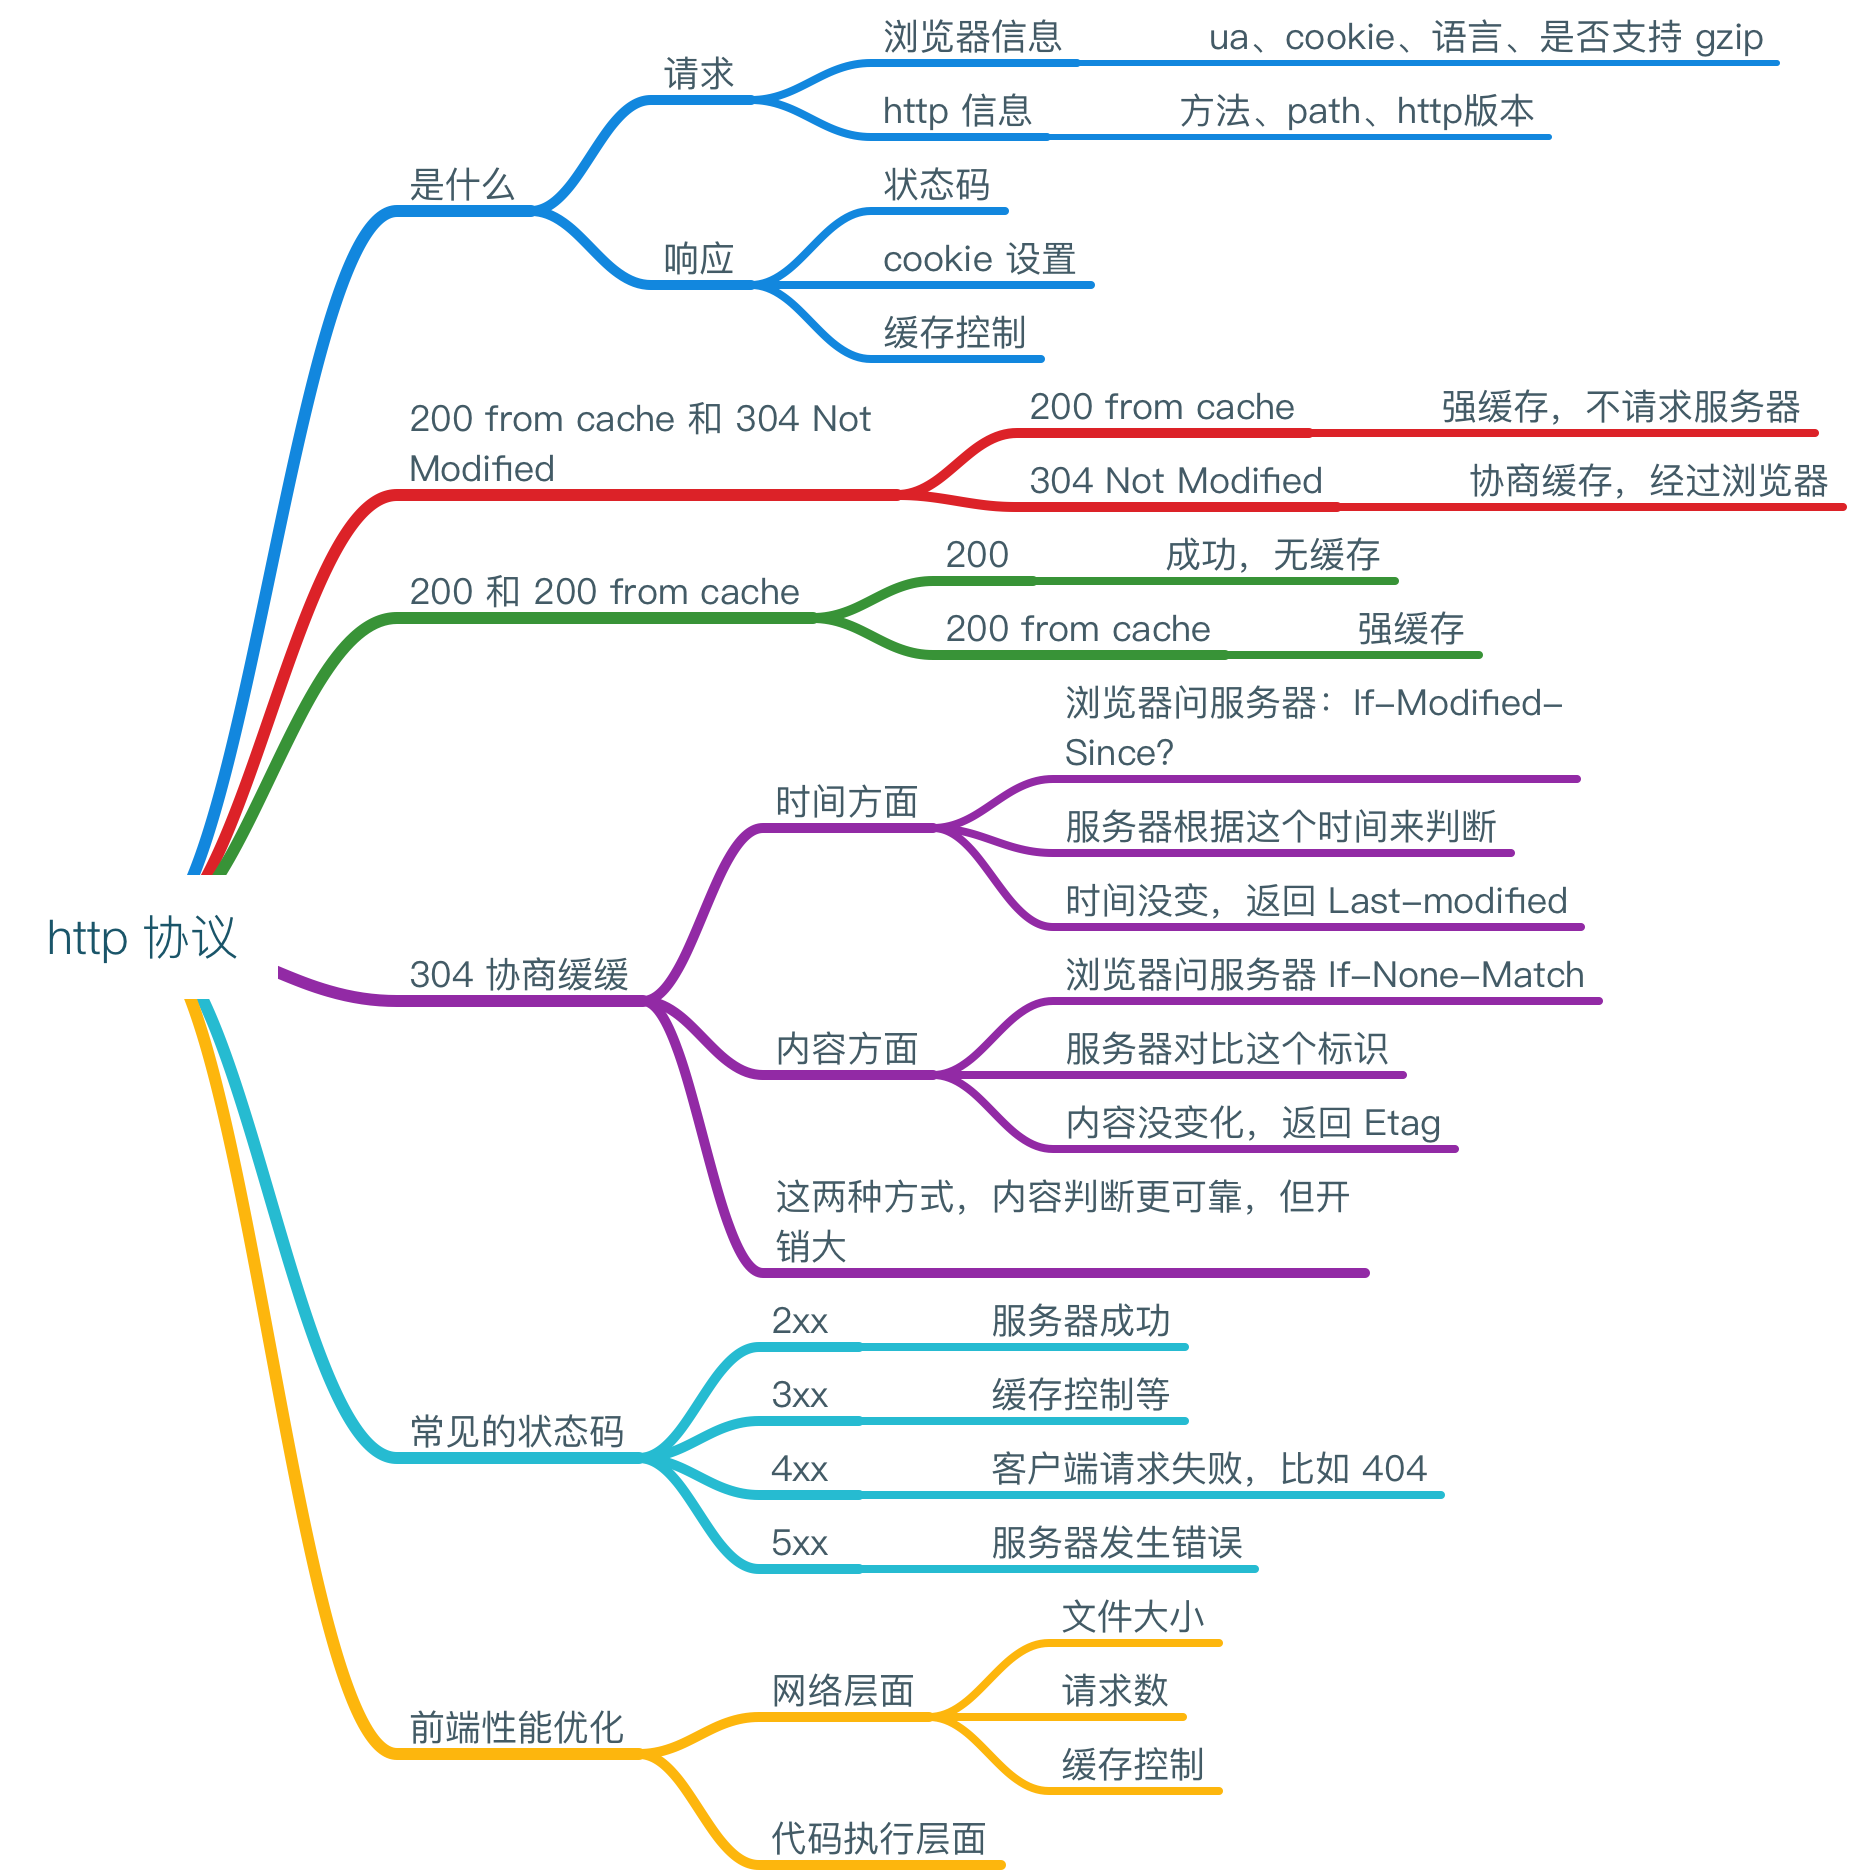 http 协议
是什么
请求
浏览器信息
ua、cookie、语言、是否支持 gzip
http 信息
方法、path、http版本
响应
状态码
cookie 设置
缓存控制
200 from cache 和 304 Not
Modified
200 from cache
强缓存，不请求服务器
304 Not Modified
协商缓存，经过浏览器
200 和 200 from cache
200
成功，无缓存
200 from cache
强缓存
304 协商缓缓
时间方面
浏览器问服务器：If-Modified-
Since?
服务器根据这个时间来判断
时间没变，返回 Last-modified
内容方面
浏览器问服务器 If-None-Match
服务器对比这个标识
内容没变化，返回 Etag
这两种方式，内容判断更可靠，但开
销大
常见的状态码
2xx
服务器成功
3xx
缓存控制等
4xx
客户端请求失败，比如 404
5xx
服务器发生错误
前端性能优化
网络层面
文件大小
请求数
缓存控制
代码执行层面